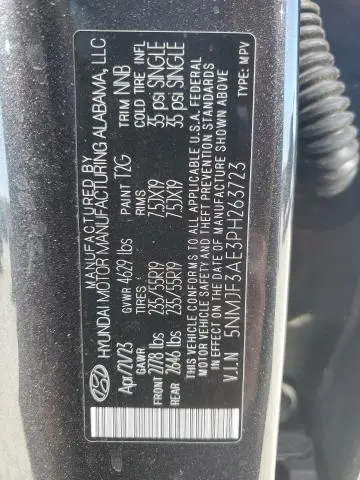 MANUFACTURED BY
HYUNDAI MOTOR MANUFACTURING ALABAMA, LLC
Apr/21/23 GVWR 4629 lbs PAINT T2G TRIM NNB
GAWR TIRES RIMS COLD TIRE INFL
FRONT 2778 lbs 235/55R19 7.5JX19 35 psi SINGLE
REAR 2646 lbs 235/55R19 7.5JX19 35 psi SINGLE
THIS VEHICLE CONFORMS TO ALL APPLICABLE U.S.A. FEDERAL
MOTOR VEHICLE SAFETY AND THEFT PREVENTION STANDARDS
IN EFFECT ON THE DATE OF MANUFACTURE SHOWN ABOVE
V.I.N 5NMJF3AE3PH263723 TYPE: MPV